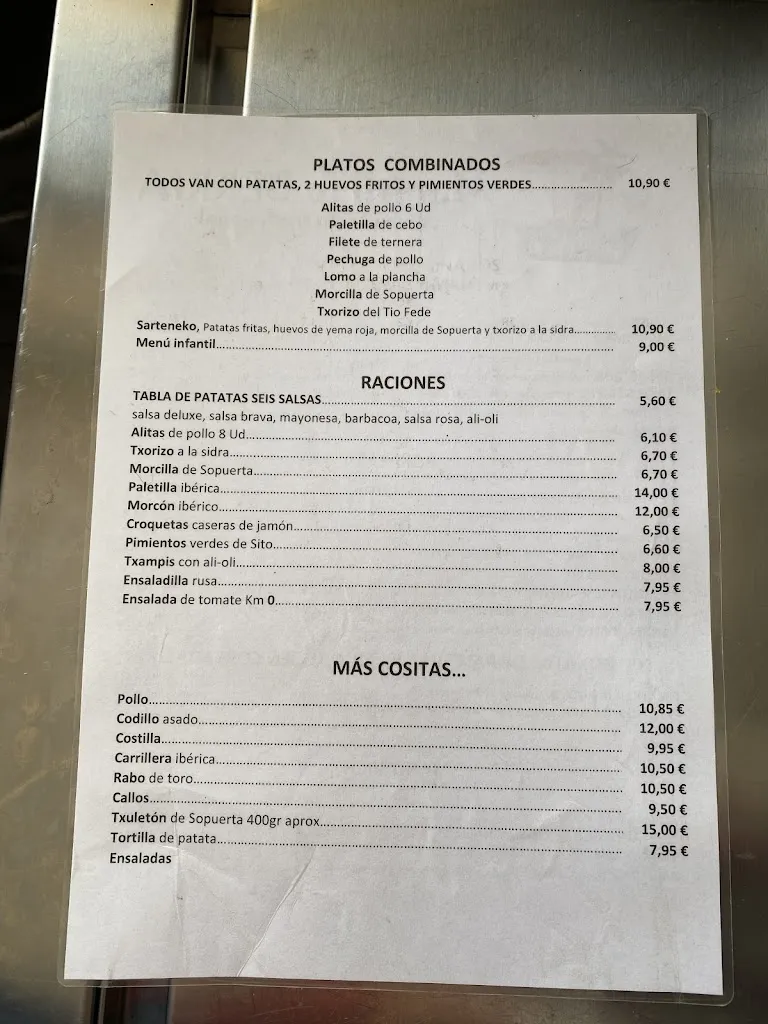 PLATOS COMBINADOS
TODOS VAN CON PATATAS, 2 HUEVOS FRITOS Y PIMIENTOS VERDES........................ 10,90 €
Alitas de pollo 6 Ud
Paletilla de cebo
Filete de ternera
Pechuga de pollo
Lomo a la plancha
Morcilla de Sopuerta
Txorizo del Tio Fede
Sarteneko, Patatas fritas, huevos de yema roja, morcilla de Sopuerta y txorizo a la sidra............ 10,90 €
Menú infantil........................ 9,00 €
RACIONES
TABLA DE PATATAS SEIS SALSAS........................ 5,60 €
salsa deluxe, salsa brava, mayonesa, barbacoa, salsa rosa, ali-oli
Alitas de pollo 8 Ud........................ 6,10 €
Txorizo a la sidra........................ 6,70 €
Morcilla de Sopuerta........................ 6,70 €
Paletilla ibérica........................ 14,00 €
Morcón ibérico........................ 12,00 €
Croquetas caseras de jamón........................ 6,50 €
Pimientos verdes de Sito........................ 6,60 €
Txampis con ali-oli........................ 8,00 €
Ensaladilla rusa........................ 7,95 €
Ensalada de tomate Km 0........................ 7,95 €
MÁS COSITAS...
Pollo........................ 10,85 €
Codillo asado........................ 12,00 €
Costilla........................ 9,95 €
Carrillera ibérica........................ 10,50 €
Rabo de toro........................ 10,50 €
Callos........................ 9,50 €
Txuletón de Sopuerta 400gr aprox........................ 15,00 €
Tortilla de patata........................ 7,95 €
Ensaladas